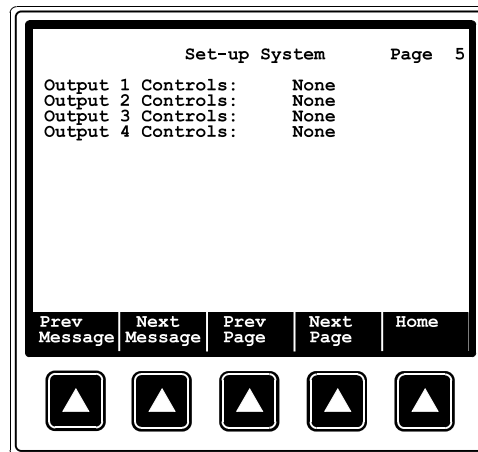 Set-up System Page 5
Output 1 Controls: None
Output 2 Controls: None
Output 3 Controls: None
Output 4 Controls: None
Prev Message Next Message Prev Page Next Page Home